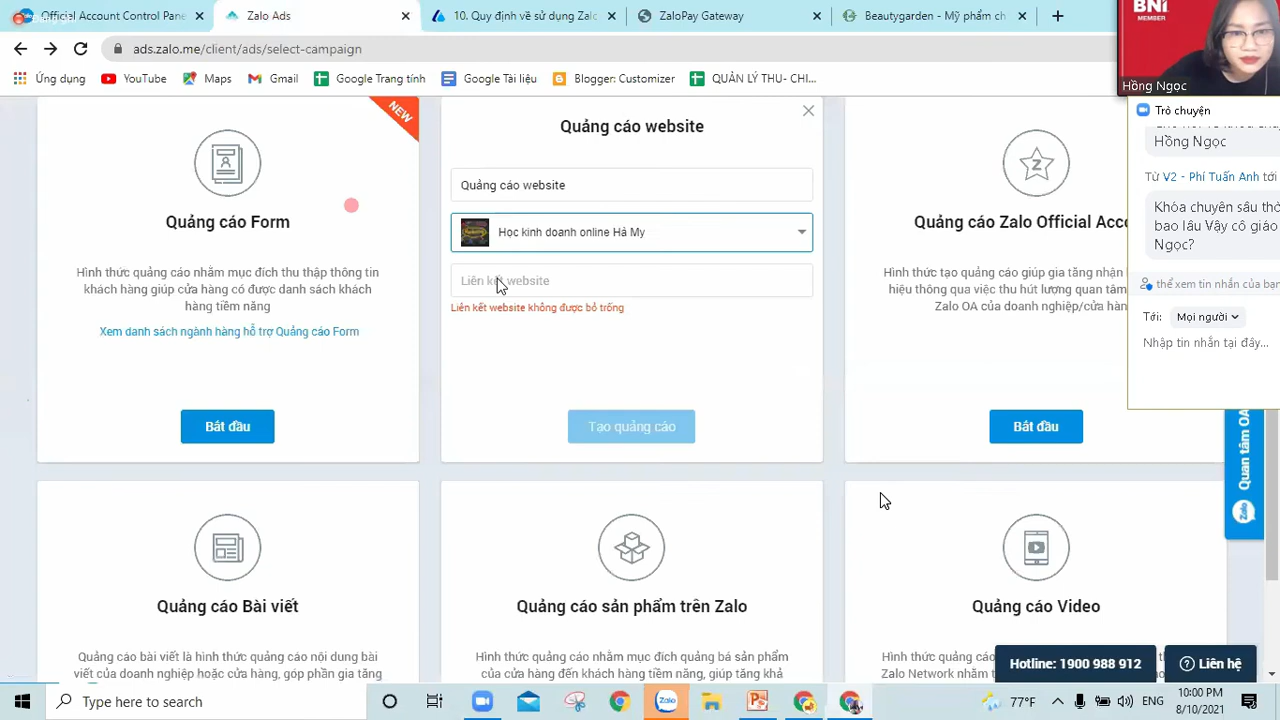 Official Account Control Pane
Zalo Ads
10. Quy định về sử dụng Zalo
ZaloPay Gateway
Beautygarden - Mỹ phẩm ch
ads.zalo.me/client/ads/select-campaign
Ứng dụng
YouTube
Maps
Gmail
Google Trang tính
Google Tài liệu
Blogger: Customizer
QUẢN LÝ THU- CHI...
BNI
MEMBER
Hồng Ngọc
Trò chuyện
Hồng Ngọc
Từ V2 - Phí Tuấn Anh tới
Khóa chuyên sâu thờ
bao lâu Vậy cô giáo
Ngọc?
thể xem tin nhắn của bạn
Tới: Mọi người
Nhập tin nhắn tại đây...
NEW
Quảng cáo Form
Hình thức quảng cáo nhằm mục đích thu thập thông tin
khách hàng giúp cửa hàng có được danh sách khách
hàng tiềm năng
Xem danh sách ngành hàng hỗ trợ Quảng cáo Form
Bắt đầu
Quảng cáo website
Quảng cáo website
Học kinh doanh online Hà My
Liên kết website
Liên kết website không được bỏ trống
Tạo quảng cáo
Z
Quảng cáo Zalo Official Acco
Hình thức quảng cáo giúp gia tăng nhận
hiệu thông qua việc thu hút lượng quan tâm
Zalo OA của doanh nghiệp/cửa hàn
Bắt đầu
Quan tâm OA
Zalo
Quảng cáo Bài viết
Quảng cáo bài viết là hình thức quảng cáo nội dung bài
viết của doanh nghiệp hoặc cửa hàng, góp phần gia tăng
Quảng cáo sản phẩm trên Zalo
Hình thức quảng cáo nhằm mục đích quảng bá sản phẩm
của cửa hàng đến khách hàng tiềm năng, giúp tăng khả
Quảng cáo Video
Hình thức quảng
Zalo Network nhằm t
Hotline: 1900 988 912
Liên hệ
Type here to search
Zalo
77°F
ENG
10:00 PM
8/10/2021